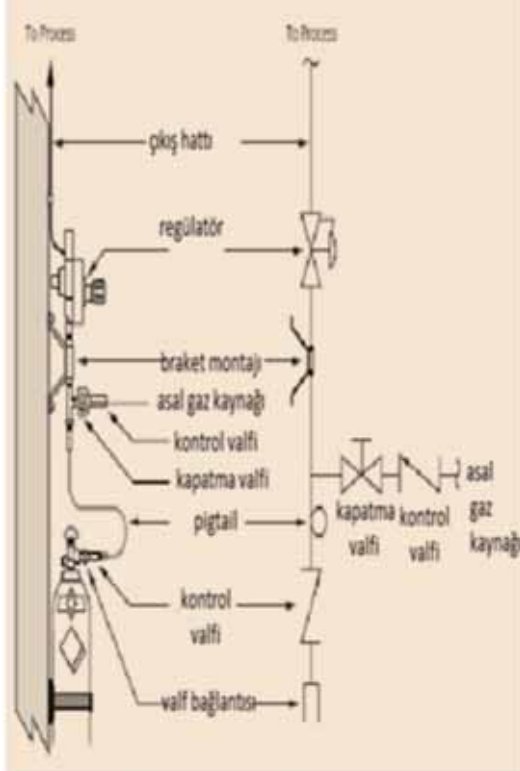 To Process To Process
çıkış hattı
regülatör
braket montajı
asal gaz kaynağı
kontrol valfi
kapatma valfi
pigtail
kontrol
valfi
valf bağlantısı
kapatma
valfi
kontrol
valfi
asal
gaz
kaynağı